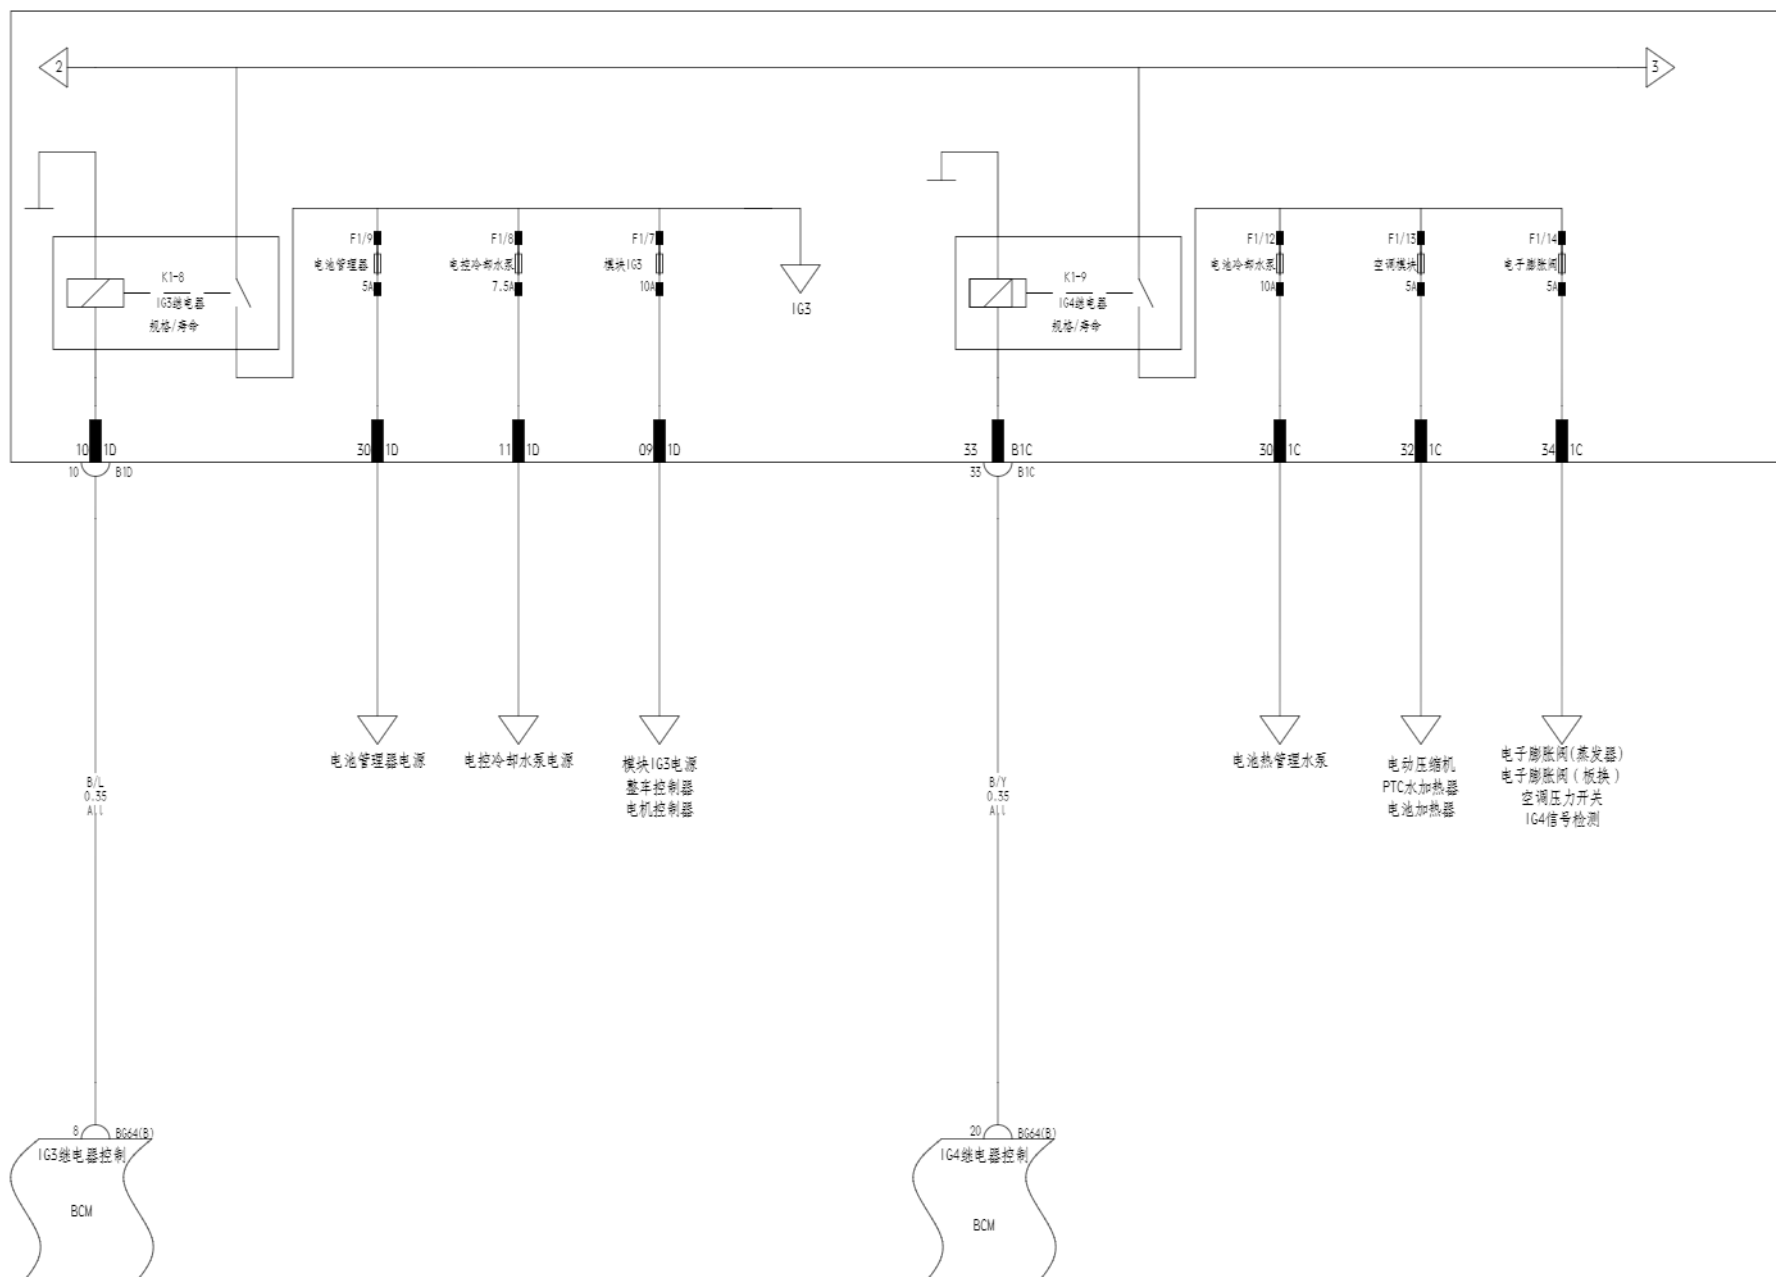 2
3
F1/9
电池管理器
5A
F1/8
电控冷却水泵
7.5A
F1/7
模块IG3
10A
K1-8
IG3继电器
规格/寿命
IG3
F1/12
电池冷却水泵
10A
F1/13
空调模块
5A
F1/14
电子膨胀阀
5A
K1-9
IG4继电器
规格/寿命
10 1D
30 1D
11 1D
09 1D
33 B1C
30 1C
32 1C
34 1C
10 B1D
33 B1C
电池管理器电源
电控冷却水泵电源
模块IG3电源
整车控制器
电机控制器
电池热管理水泵
电动压缩机
PTC水加热器
电池加热器
电子膨胀阀(蒸发器)
电子膨胀阀(板换)
空调压力开关
IG4信号检测
B/L
0.35
ALL
B/Y
0.35
ALL
8 BG64(B)
IG3继电器控制
BCM
20 BG64(B)
IG4继电器控制
BCM